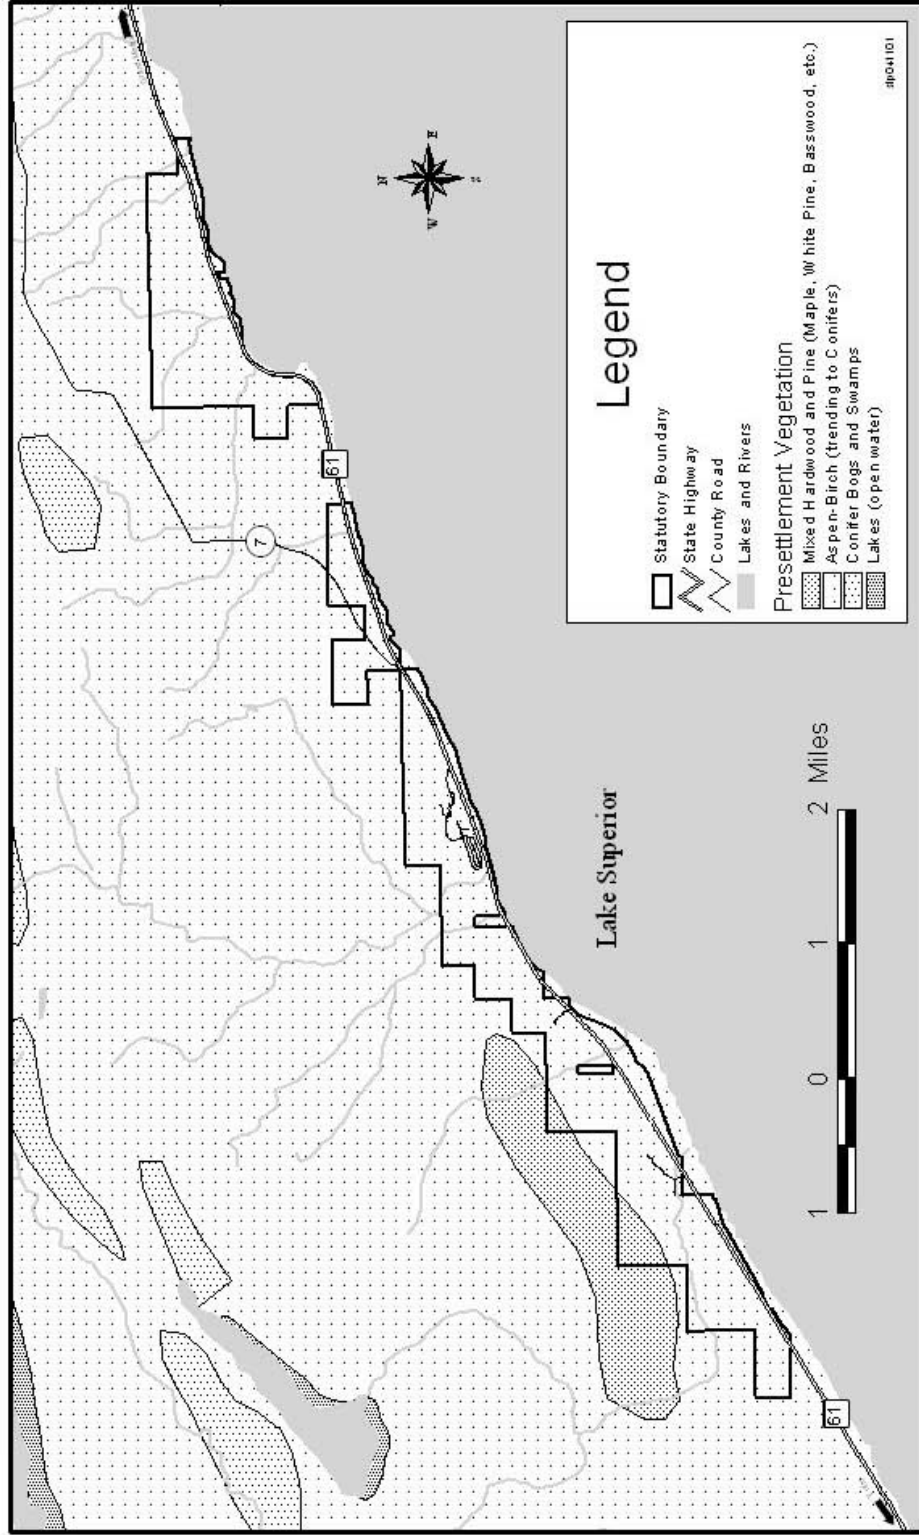 61
7
N
W
E
S
Lake Superior
61
1
0
1
2 Miles
Legend
Statutory Boundary
State Highway
County Road
Lakes and Rivers
Presettlement Vegetation
Mixed Hardwood and Pine (Maple, White Pine, Basswood, etc.)
Aspen-Birch (trending to Conifers)
Conifer Bogs and Swamps
Lakes (open water)